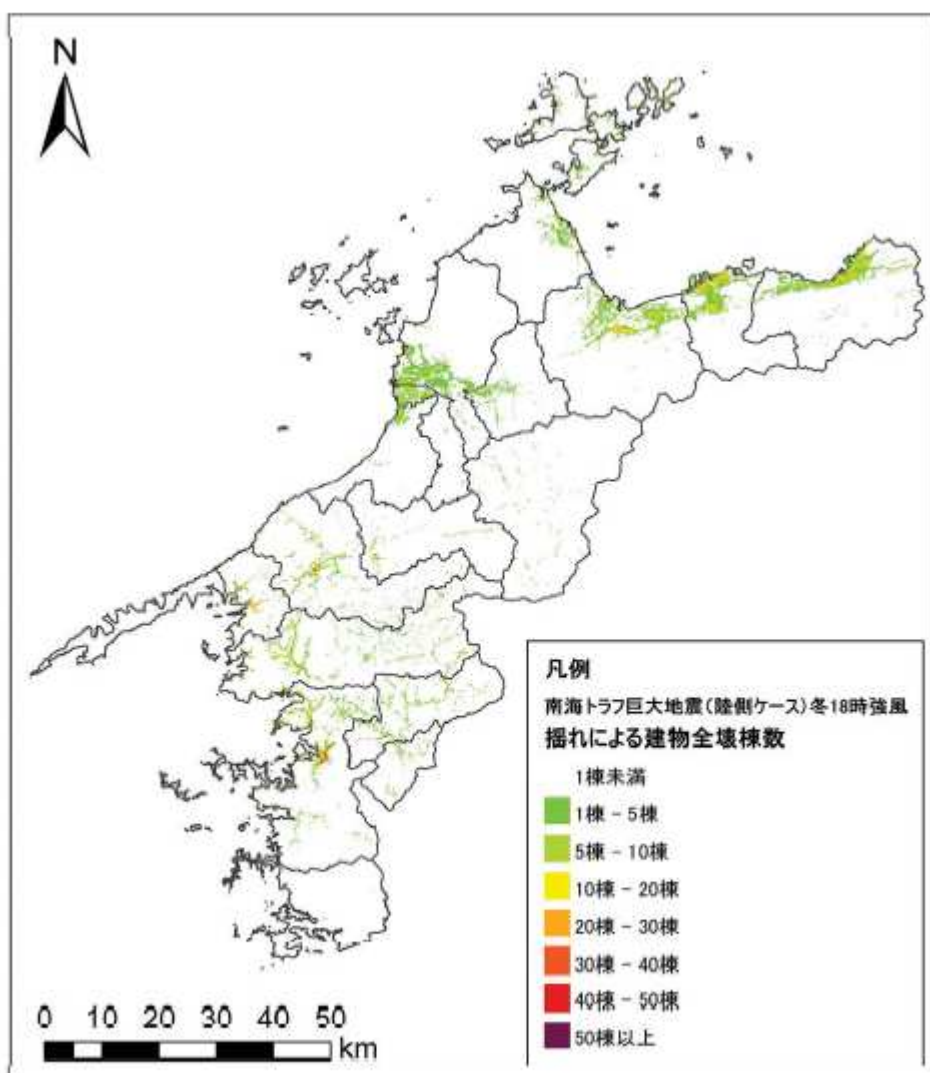 N
凡例
南海トラフ巨大地震(陸側ケース)冬18時強風
揺れによる建物全壊棟数
1棟未満
1棟 - 5棟
5棟 - 10棟
10棟 - 20棟
20棟 - 30棟
30棟 - 40棟
40棟 - 50棟
50棟以上
0 10 20 30 40 50
km